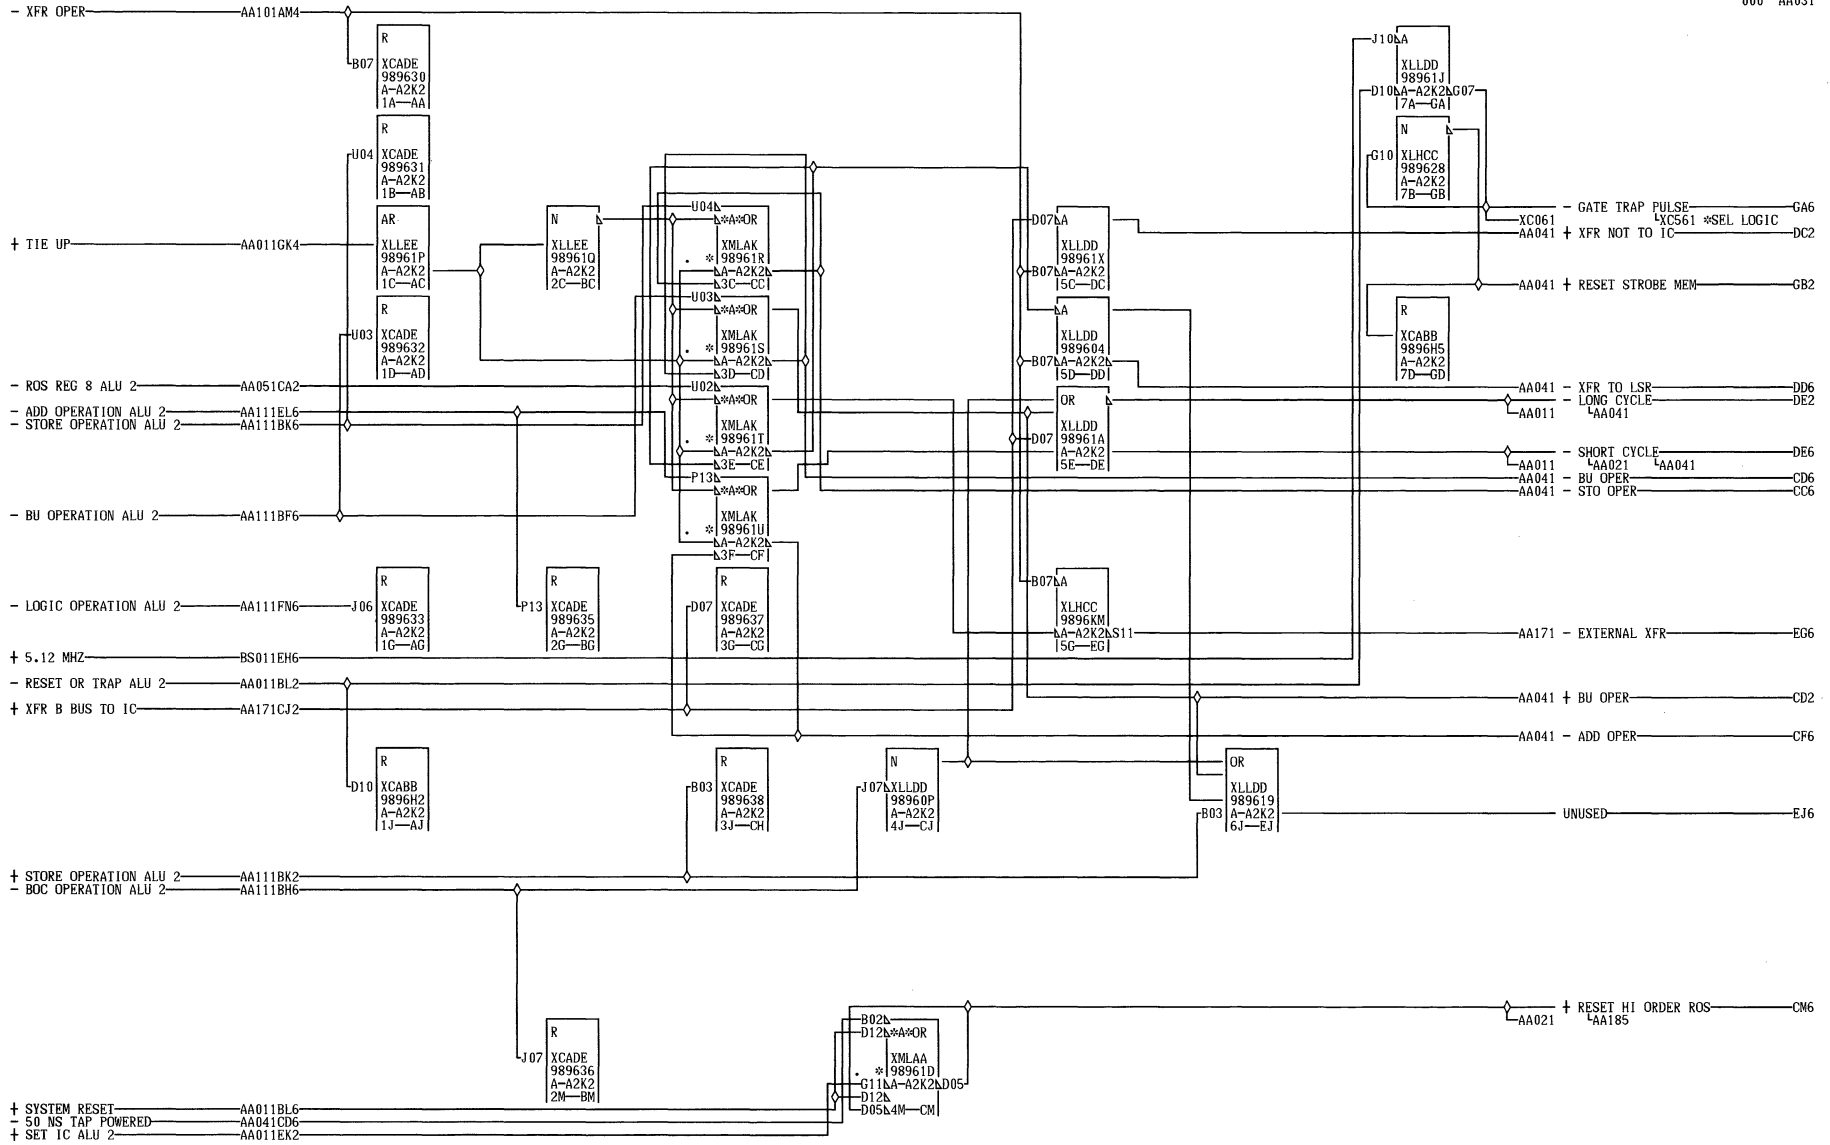 000 AA031
- XFR OPER AA101AM4
R
B07 XCADE
989630
A-A2K2
1A AA
J10 A
XLLDD
98961J
D10 A-A2K2 G07
7A GA
R
U04 XCADE
989631
A-A2K2
1B AB
N
G10 XLHCC
989628
A-A2K2
7B GB
+ TIE UP AA011GK4
AR
XLLEE
98961P
A-A2K2
1C AC
N
XLLEE
98961Q
A-A2K2
2C BC
U04
*A*OR
XMLAK
. * 98961R
A-A2K2
3C CC
D07 A
XLLDD
98961X
B07 A-A2K2
5C DC
- GATE TRAP PULSE GA6
XC061 XC561 *SEL LOGIC
AA041 + XFR NOT TO IC DC2
AA041 + RESET STROBE MEM GB2
R
U03 XCADE
989632
A-A2K2
1D AD
U03
*A*OR
XMLAK
. * 98961S
A-A2K2
3D CD
A
XLLDD
989604
B07 A-A2K2
5D DD
R
XCABB
9896H5
A-A2K2
7D GD
- ROS REG 8 ALU 2 AA051CA2
- ADD OPERATION ALU 2 AA111EL6
- STORE OPERATION ALU 2 AA111BK6
U02
*A*OR
XMLAK
. * 98961T
A-A2K2
3E CE
OR
XLLDD
D07 98961A
A-A2K2
5E DE
AA041 - XFR TO LSR DD6
- LONG CYCLE DE2
AA011 AA041
- SHORT CYCLE DE6
AA011 AA021 AA041
AA041 - BU OPER CD6
AA041 - STO OPER CC6
- BU OPERATION ALU 2 AA111BF6
P13
*A*OR
XMLAK
. * 98961U
A-A2K2
3F CF
- LOGIC OPERATION ALU 2 AA111FN6
R
J06 XCADE
989633
A-A2K2
1G AG
R
P13 XCADE
989635
A-A2K2
2G BG
R
D07 XCADE
989637
A-A2K2
3G CG
B07 A
XLHCC
9896KM
A-A2K2 S11
5G EG
AA171 - EXTERNAL XFR EG6
+ 5.12 MHZ BS011EH6
- RESET OR TRAP ALU 2 AA011BL2
+ XFR B BUS TO IC AA171CJ2
AA041 + BU OPER CD2
AA041 - ADD OPER CF6
R
D10 XCABB
9896H2
A-A2K2
1J AJ
R
B03 XCADE
989638
A-A2K2
3J CH
N
J07 XLLDD
98960P
A-A2K2
4J CJ
OR
XLLDD
989619
B03 A-A2K2
6J EJ
UNUSED EJ6
+ STORE OPERATION ALU 2 AA111BK2
- BOC OPERATION ALU 2 AA111BH6
R
J07 XCADE
989636
A-A2K2
2M BM
B02
D12 *A*OR
XMLAA
. * 98961D
G11 A-A2K2 D05
D12
D05 4M CM
+ RESET HI ORDER ROS CM6
AA021 AA185
+ SYSTEM RESET AA011BL6
- 50 NS TAP POWERED AA041CD6
+ SET IC ALU 2 AA011EK2